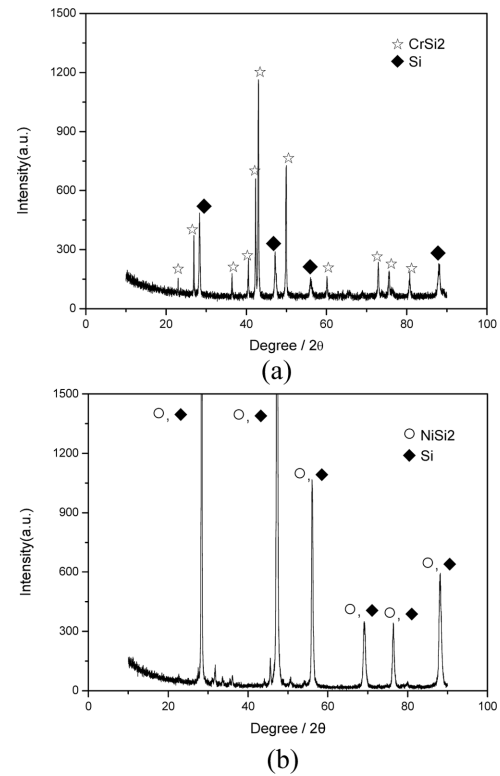 1500
☆ CrSi2
◆ Si
1200
900
600
300
0
Intensity(a.u.)
0 20 40 60 80 100
Degree / 2θ
(a)
1500
○, ◆ ○, ◆ ○ NiSi2
○, ◆ ◆ Si
1200
900
600
○, ◆
○, ◆ ○, ◆
300
0
Intensity(a.u.)
0 20 40 60 80 100
Degree / 2θ
(b)